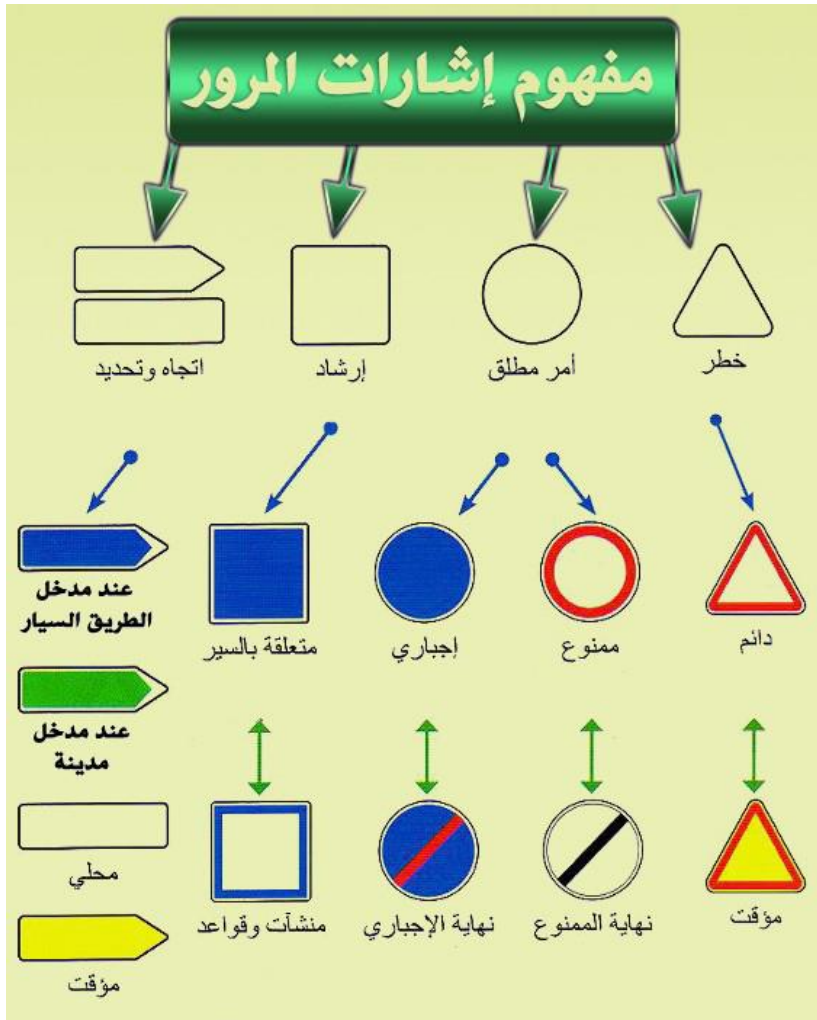 مفهوم إشارات المرور
خطر
أمر مطلق
إرشاد
اتجاه وتحديد
دائم
ممنوع
إجباري
متعلقة بالسير
عند مدخل
الطريق السيار
عند مدخل
مدينة
مؤقت
نهاية الممنوع
نهاية الإجباري
منشآت وقواعد
محلي
مؤقت